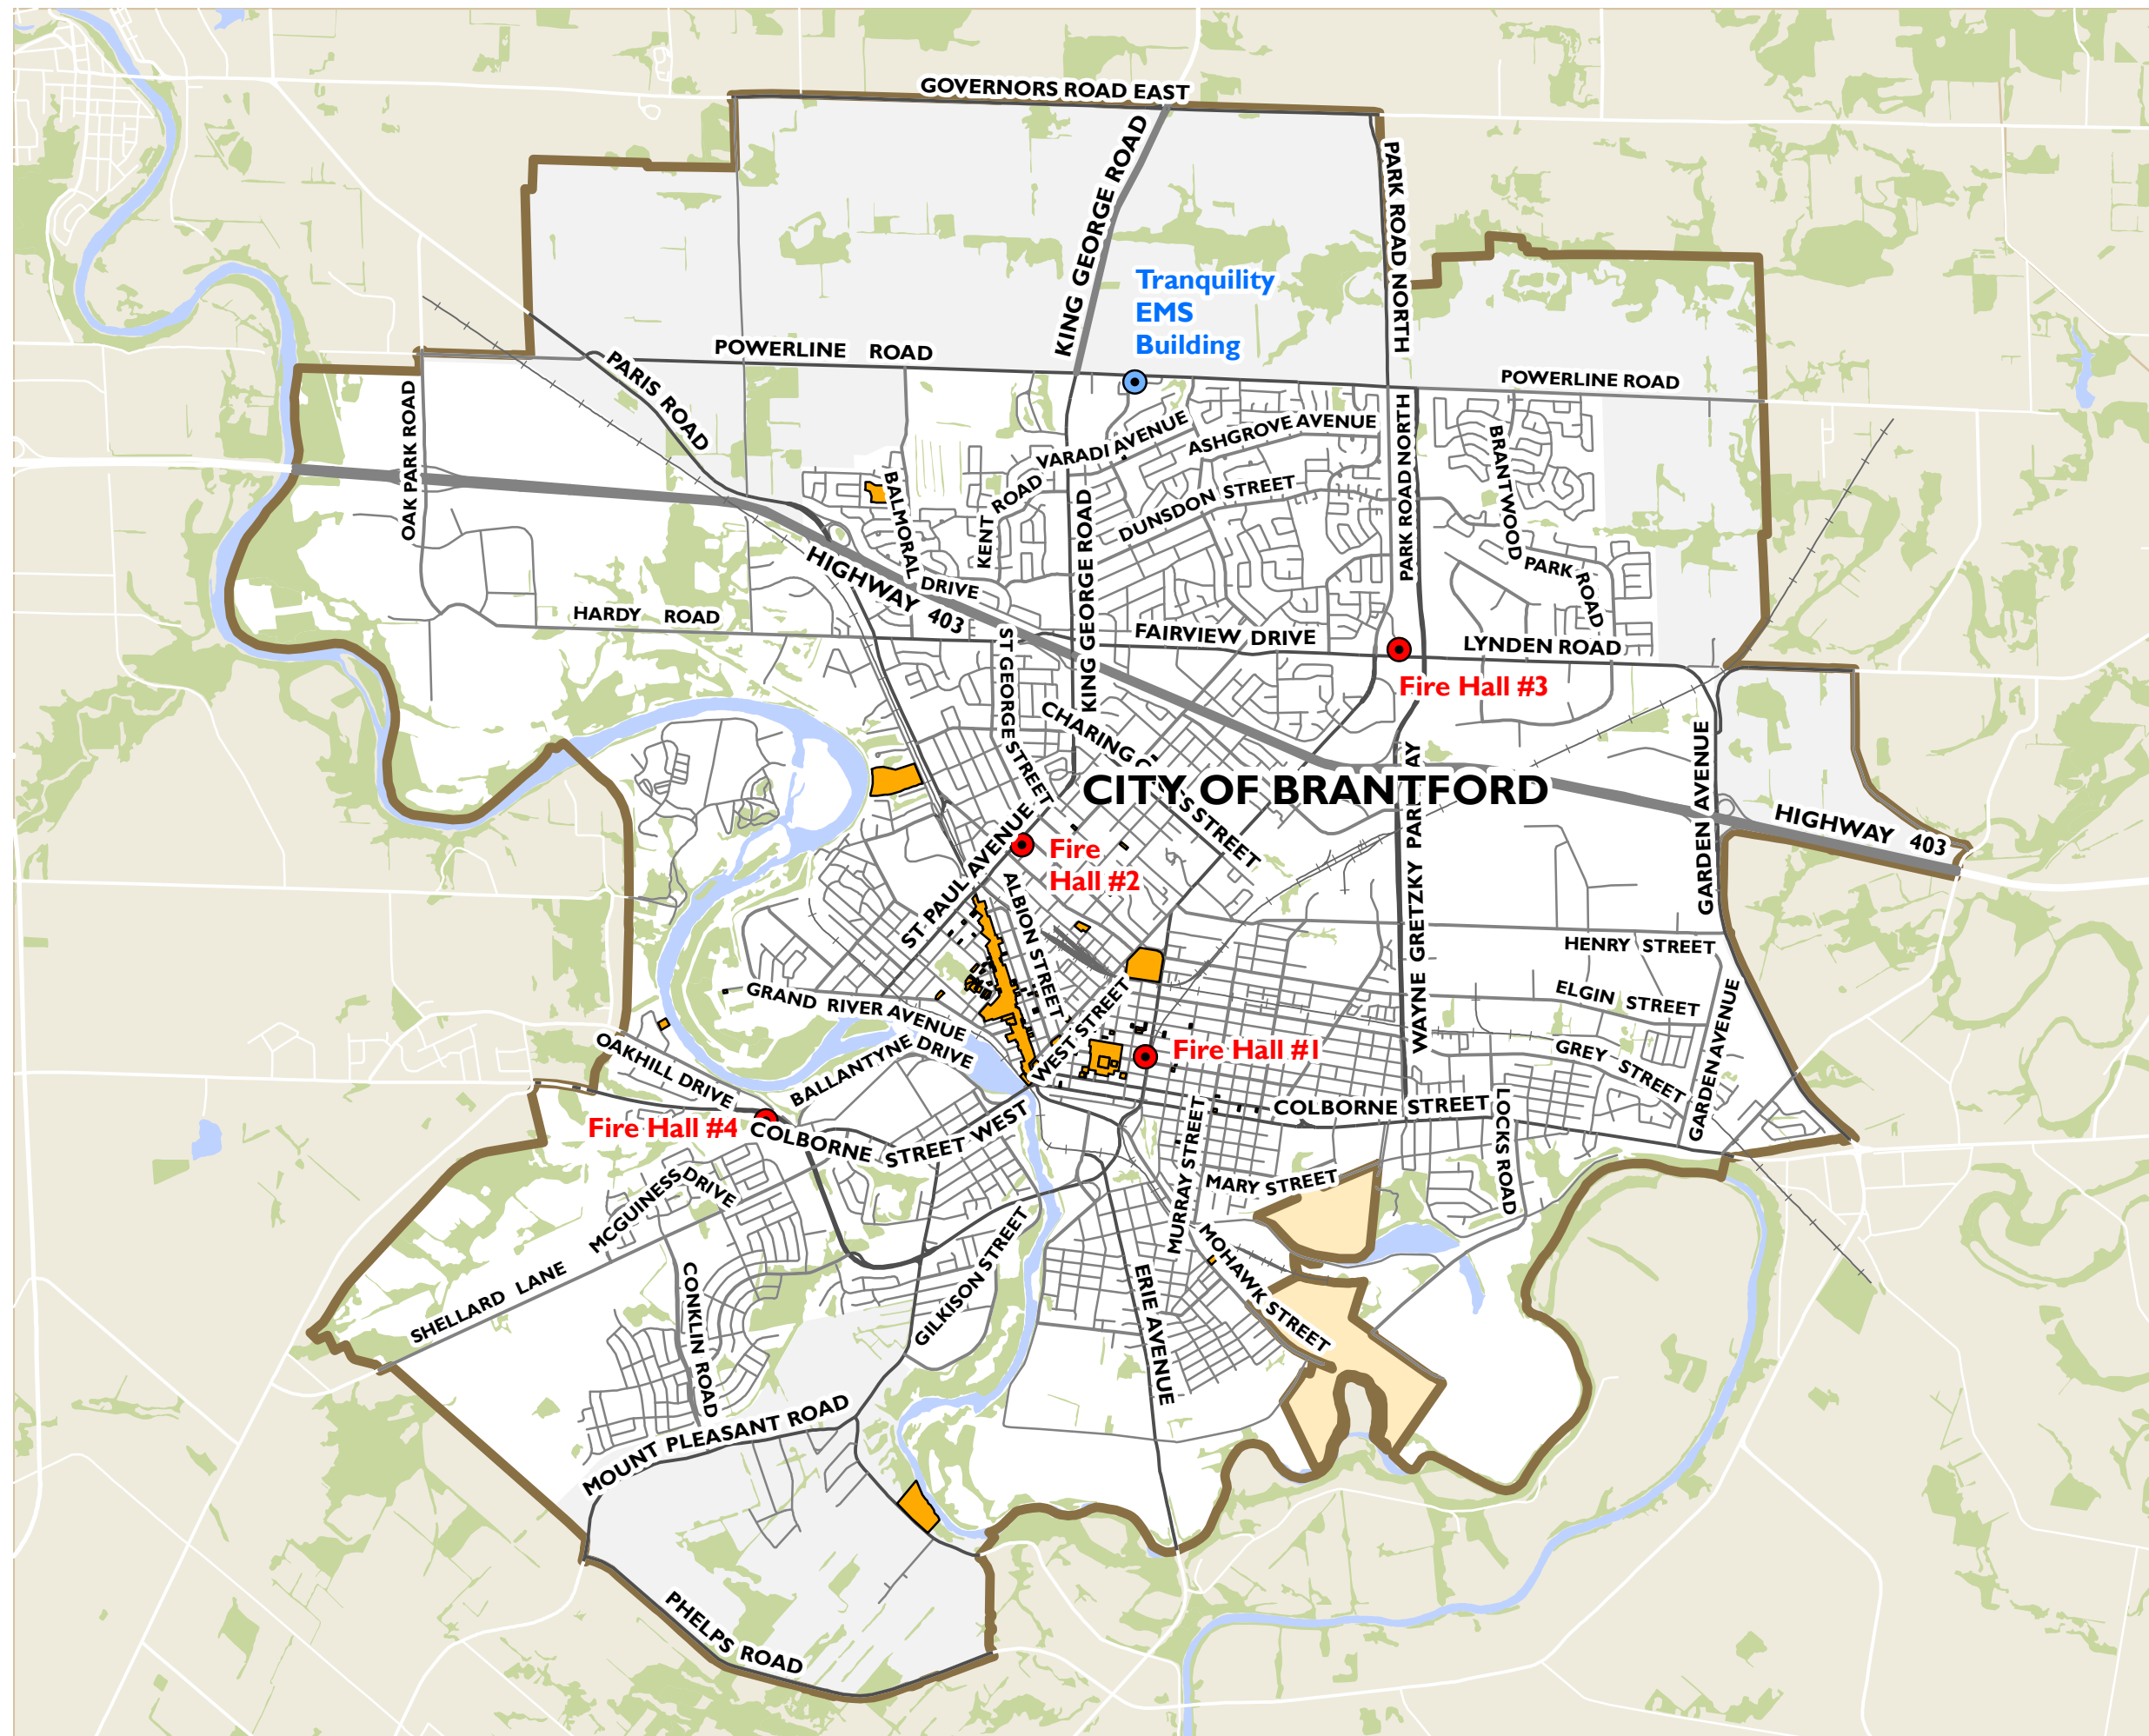 GOVERNORS ROAD EAST
KING GEORGE ROAD
PARK ROAD NORTH
Tranquility
EMS
Building
POWERLINE ROAD
POWERLINE ROAD
PARIS ROAD
OAK PARK ROAD
VARADI AVENUE
ASHGROVE AVENUE
PARK ROAD NORTH
BRANTWOOD
PARK ROAD
BALMORAL DRIVE
KENT ROAD
KING GEORGE ROAD
DUNSDON STREET
HIGHWAY 403
HARDY ROAD
ST GEORGE STREET
FAIRVIEW DRIVE
LYNDEN ROAD
Fire Hall #3
CHARING CROSS STREET
CITY OF BRANTFORD
WAYNE GRETZKY PARKWAY
GARDEN AVENUE
HIGHWAY 403
ST PAUL AVENUE
Fire
Hall #2
ALBION STREET
HENRY STREET
GRAND RIVER AVENUE
WEST STREET
ELGIN STREET
GARDEN AVENUE
OAKHILL DRIVE
BALLANTYNE DRIVE
Fire Hall #1
GREY STREET
Fire Hall #4
COLBORNE STREET WEST
COLBORNE STREET
LOCKS ROAD
MURRAY STREET
MARY STREET
MCGUINESS DRIVE
SHELLARD LANE
CONKLIN ROAD
GILKISON STREET
ERIE AVENUE
MOHAWK STREET
MOUNT PLEASANT ROAD
PHELPS ROAD